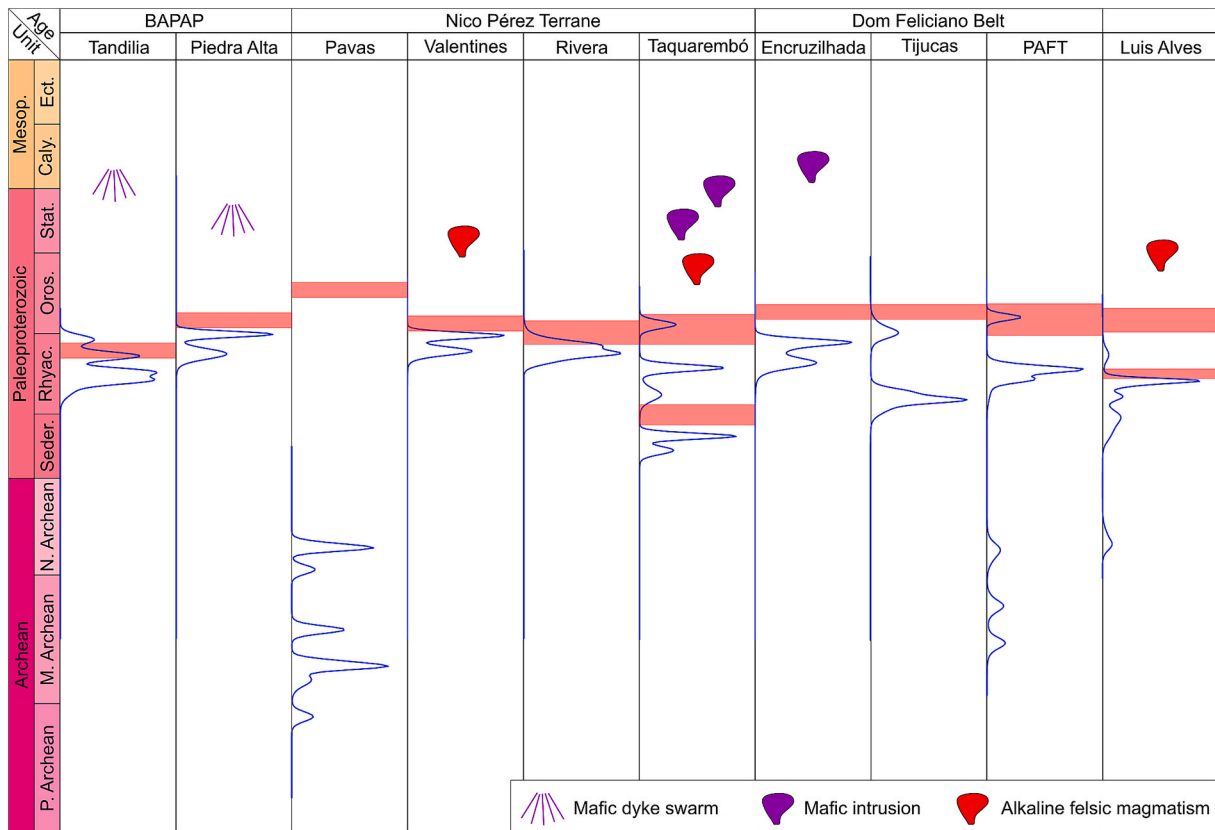 Age
Unit
BAPAP
Nico Pérez Terrane
Dom Feliciano Belt
Tandilia
Piedra Alta
Pavas
Valentines
Rivera
Taquarembó
Encruzilhada
Tijucas
PAFT
Luis Alves
Mesop.
Ect.
Caly.
Paleoproterozoic
Stat.
Oros.
Rhyac.
Seder.
Archean
N. Archean
M. Archean
P. Archean
Mafic dyke swarm
Mafic intrusion
Alkaline felsic magmatism